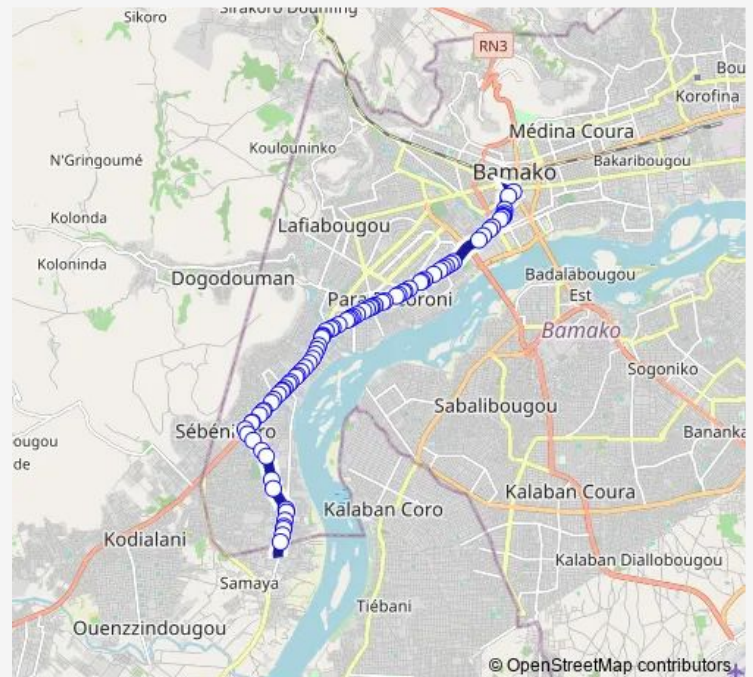 Sikoro
Sirakoro Dounfing
RN3
Bou
Korofina
Médina Coura
Koulouninko
N'Gringoumé
Bakaribougou
Bamako
Kolonda
Lafiabougou
Koloninda
Dogodouman
Badalabougou
Est
Bamako
Sogoniko
Sabalibougou
Bananka
ougou
de
Kalaban Coura
Kalaban Coro
Kodialani
Kalaban Diallobougou
Samaya
Tiébani
Ouenzzindougou
© OpenStreetMap contributors